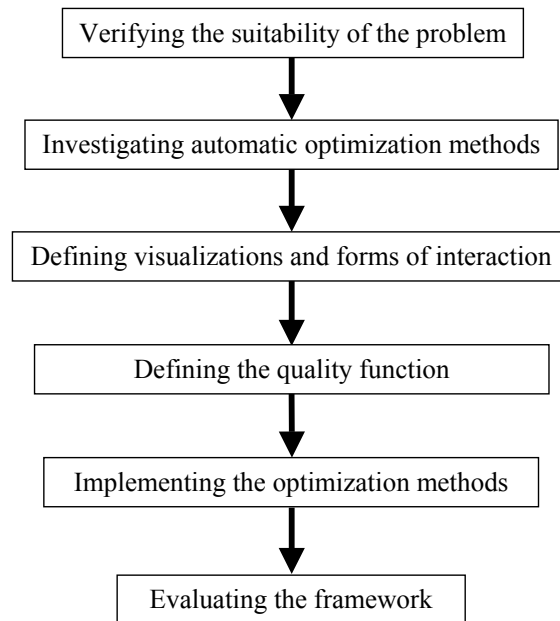 Verifying the suitability of the problem
Investigating automatic optimization methods
Defining visualizations and forms of interaction
Defining the quality function
Implementing the optimization methods
Evaluating the framework